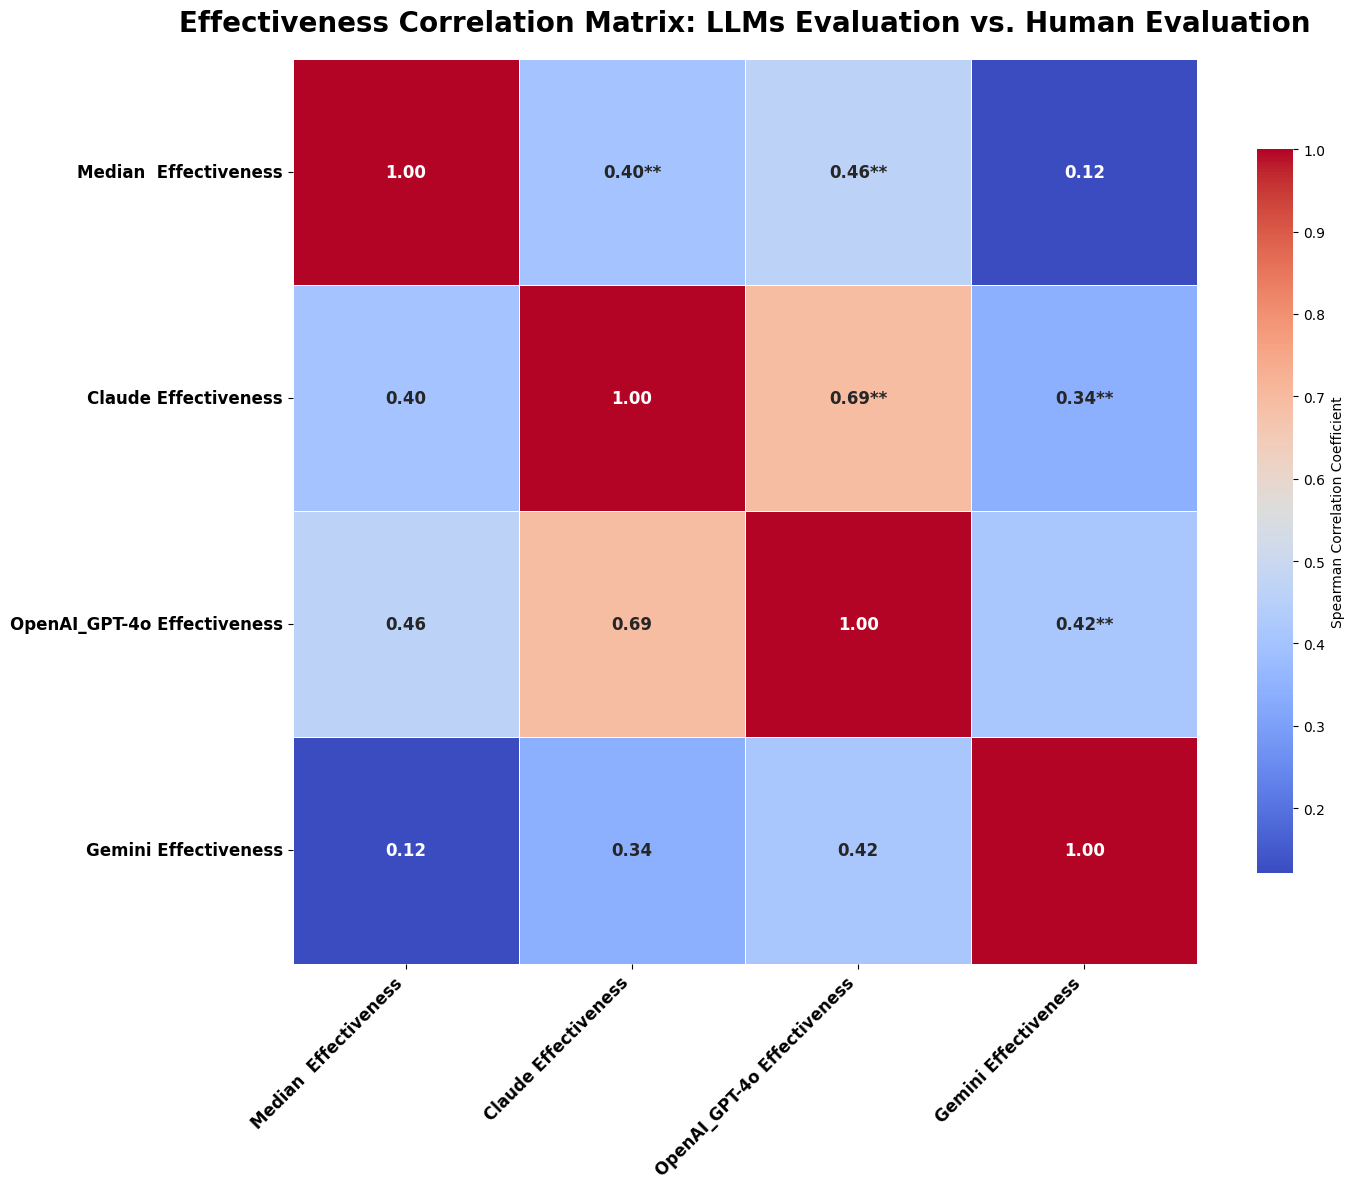 Effectiveness Correlation Matrix: LLMs Evaluation vs. Human Evaluation
Median  Effectiveness
1.00
0.40**
0.46**
0.12
Claude Effectiveness
0.40
1.00
0.69**
0.34**
OpenAI_GPT-4o Effectiveness
0.46
0.69
1.00
0.42**
Gemini Effectiveness
0.12
0.34
0.42
1.00
Median  Effectiveness
Claude Effectiveness
OpenAI_GPT-4o Effectiveness
Gemini Effectiveness
1.0
0.9
0.8
0.7
0.6
0.5
0.4
0.3
0.2
Spearman Correlation Coefficient